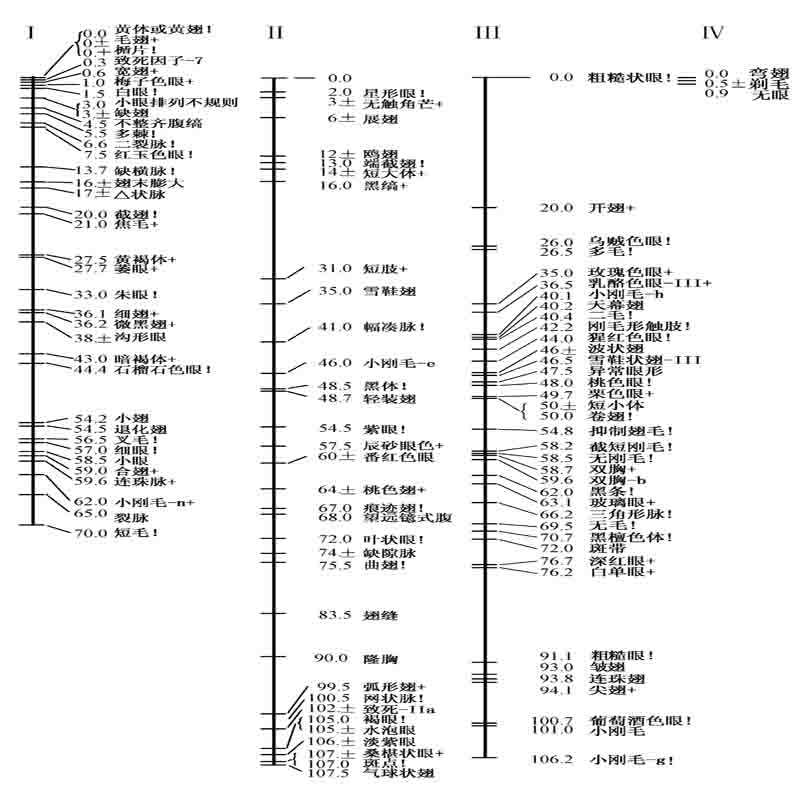 I
0.0 黄体或黄翅!
0± 毛翅+
0.± 楯片!
0.3 致死因子-7
0.6 宽翅+
1.0 梅子色眼+
1.5 白眼!
3.0 小眼排列不规则
3.± 缺翅
4.5 不整齐腹缟
5.5 多棘!
6.6 二裂脉!
7.5 红玉色眼!
13.7 缺横脉!
16.± 翅末膨大
17± △状脉
20.0 截翅!
21.0 焦毛+
27.5 黄褐体+
27.7 萎眼+
33.0 朱眼!
36.1 细翅+
36.2 微黑翅+
38± 沟形眼
43.0 暗褐体+
44.4 石榴石色眼!
54.2 小翅
54.5 退化翅
56.5 叉毛!
57.0 细眼!
58.5 小眼
59.0 合翅+
59.6 连珠脉+
62.0 小刚毛-n+
65.0 裂脉
70.0 短毛!
II
0.0
2.0 星形眼!
3± 无触角芒+
6± 展翅
12± 鸥翅
13.0 端截翅!
14± 短大体+
16.0 黑缟+
31.0 短肢+
35.0 雪鞋翅
41.0 幅凑脉!
46.0 小刚毛-e
48.5 黑体!
48.7 轻装翅
54.5 紫眼!
57.5 辰砂眼色+
60± 番红色眼
64± 桃色翅+
67.0 痕迹翅!
68.0 望远镜式腹
72.0 叶状眼!
74± 缺隙脉
75.5 曲翅!
83.5 翅缝
90.0 隆胸
99.5 弧形翅+
100.5 网状脉!
102.± 致死-IIa
105.0 褐眼!
105.± 水泡眼
106.± 淡紫眼
107.± 桑椹状眼+
107.0 斑点!
107.5 气球状翅
III
0.0 粗糙状眼!
20.0 开翅+
26.0 乌贼色眼!
26.5 多毛!
35.0 玫瑰色眼+
36.5 乳酪色眼-III+
40.1 小刚毛-h
40.2 天幕翅
40.4 二毛!
42.2 刚毛形触肢!
44.0 猩红色眼!
46± 波状翅
46.5 雪鞋状翅-III
47.5 异常眼形
48.0 桃色眼!
49.7 栗色眼+
50.± 短小体
50.0 卷翅!
54.8 抑制翅毛!
58.2 截短刚毛!
58.5 无刚毛!
58.7 双胸+
59.6 双胸-b
62.0 黑条!
63.1 玻璃眼+
66.2 三角形脉!
69.5 无毛!
70.7 黑檀色体!
72.0 斑带
76.7 深红眼+
76.2 白单眼+
91.1 粗糙眼!
93.0 皱翅
93.8 连珠翅
94.1 尖翅+
100.7 葡萄酒色眼!
101.0 小刚毛
106.2 小刚毛-g!
IV
0.0 弯翅
0.5± 剃毛
0.9 无眼